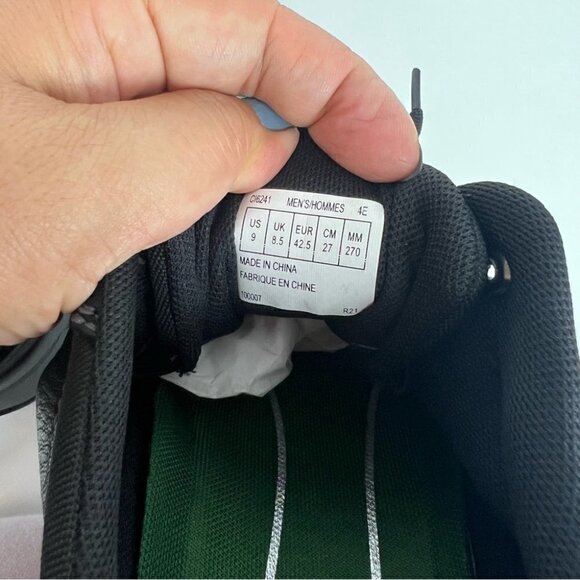 CI6241 MEN'S/HOMMES 4E
US UK EUR CM MM
9 8.5 42.5 27 270
MADE IN CHINA
FABRIQUE EN CHINE
100007 R21